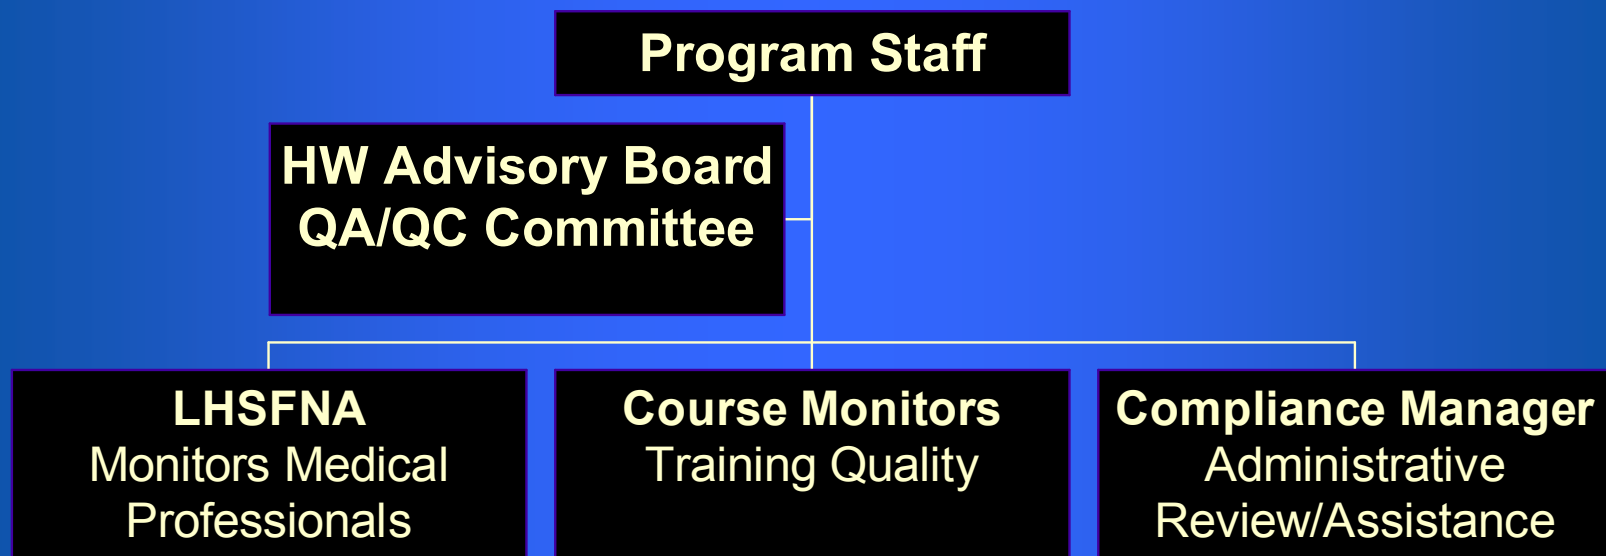 Program Staff
HW Advisory Board
QA/QC Committee
LHSFNA
Monitors Medical
Professionals
Course Monitors
Training Quality
Compliance Manager
Administrative
Review/Assistance